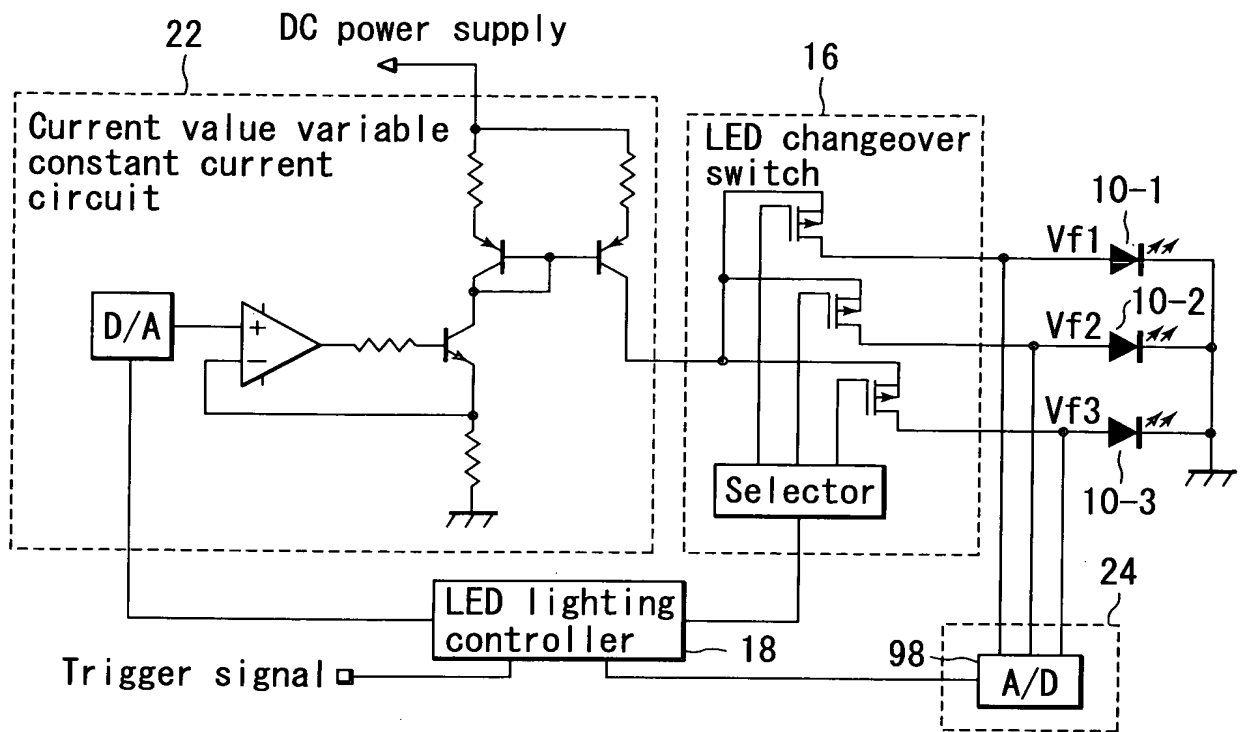 DC power supply
22
16
Current value variable
constant current
circuit
LED changeover
switch
10-1
Vf1
10-2
D/A
+
−
Vf2
Vf3
Selector
10-3
24
LED lighting
controller
18
98
A/D
Trigger signal